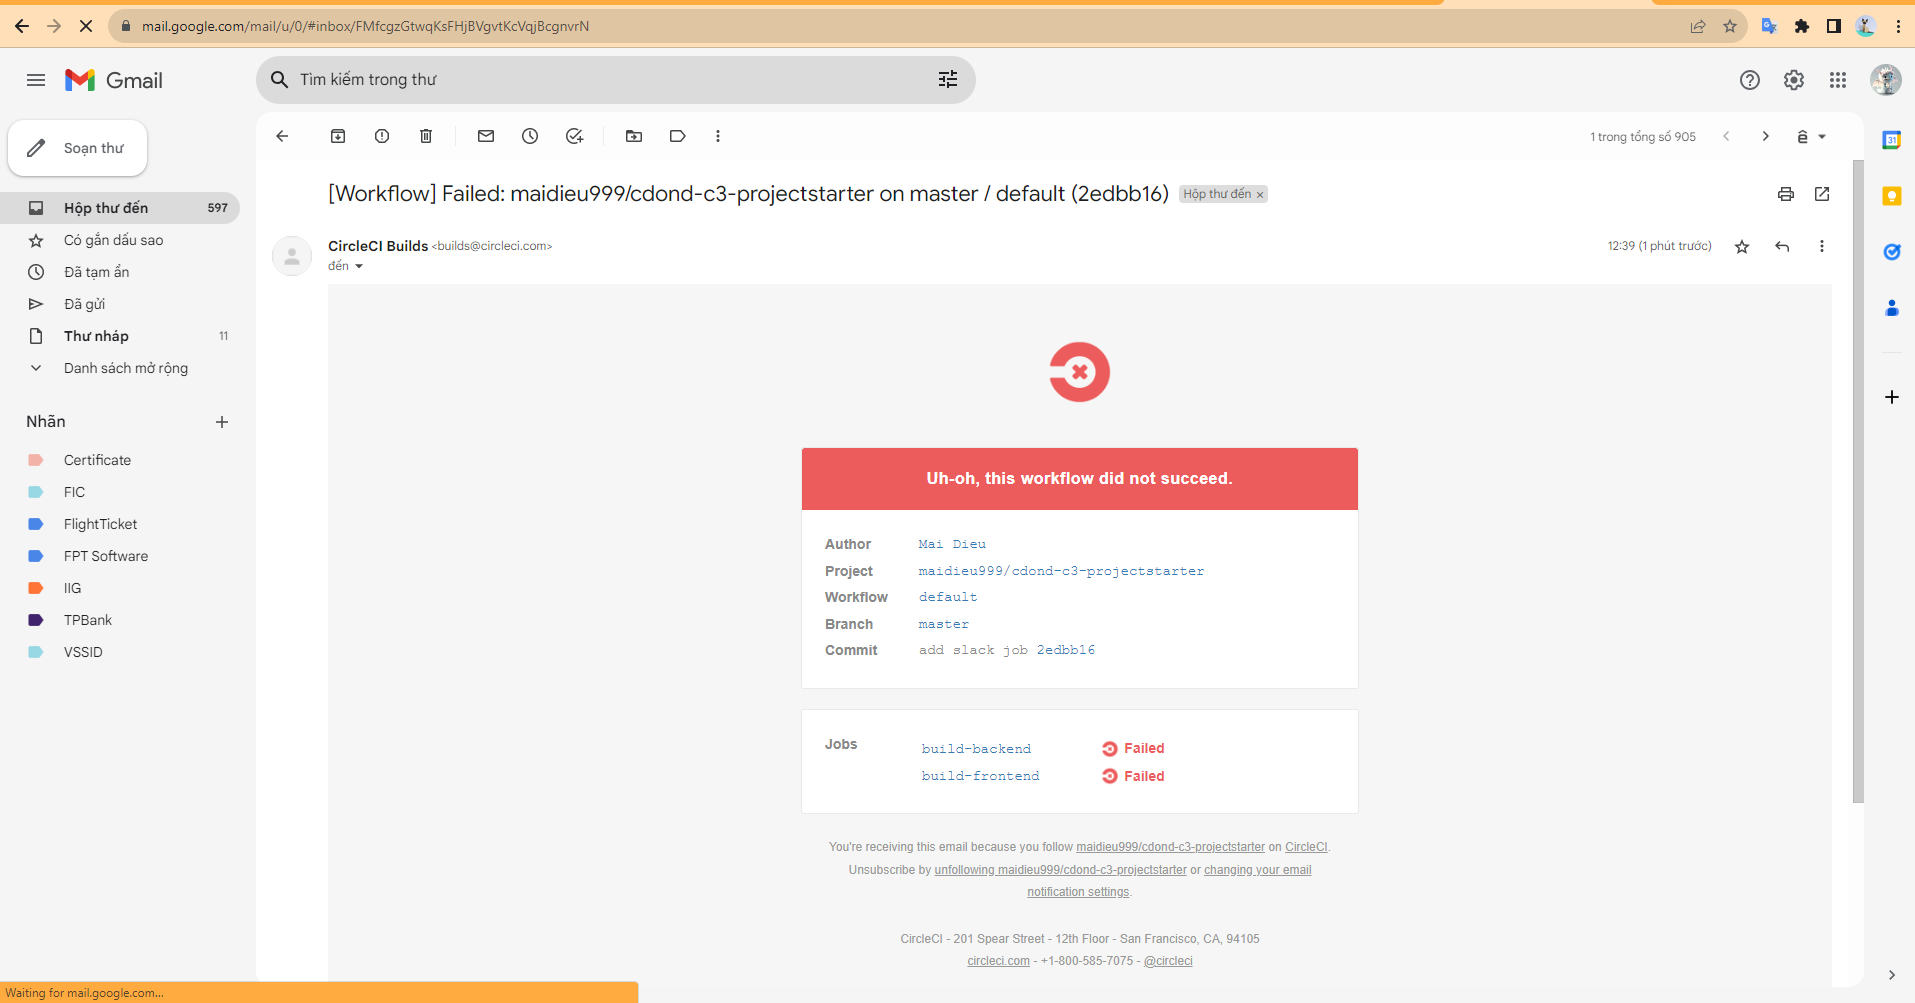 mail.google.com/mail/u/0/#inbox/FMfcgzGtwqKsFHjBVgvtKcVqjBcgnvrN
Gmail
Tìm kiếm trong thư
Soạn thư
1 trong tổng số 905
ê
31
Hộp thư đến 597
Có gắn dấu sao
Đã tạm ẩn
Đã gửi
Thư nháp 11
Danh sách mở rộng
Nhãn
Certificate
FIC
FlightTicket
FPT Software
IIG
TPBank
VSSID
[Workflow] Failed: maidieu999/cdond-c3-projectstarter on master / default (2edbb16) Hộp thư đến ×
CircleCI Builds <builds@circleci.com> 12:39 (1 phút trước)
đến
Uh-oh, this workflow did not succeed.
Author Mai Dieu
Project maidieu999/cdond-c3-projectstarter
Workflow default
Branch master
Commit add slack job 2edbb16
Jobs build-backend Failed
build-frontend Failed
You're receiving this email because you follow maidieu999/cdond-c3-projectstarter on CircleCI.
Unsubscribe by unfollowing maidieu999/cdond-c3-projectstarter or changing your email
notification settings.
CircleCI - 201 Spear Street - 12th Floor - San Francisco, CA, 94105
circleci.com - +1-800-585-7075 - @circleci
Waiting for mail.google.com...